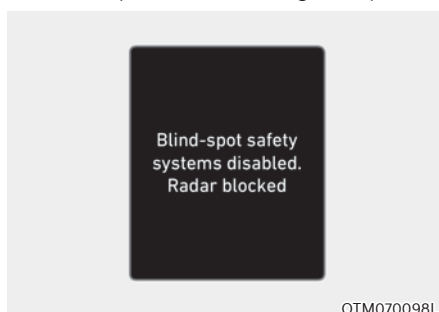 Blind-spot safety
systems disabled.
Radar blocked
OTM070098L